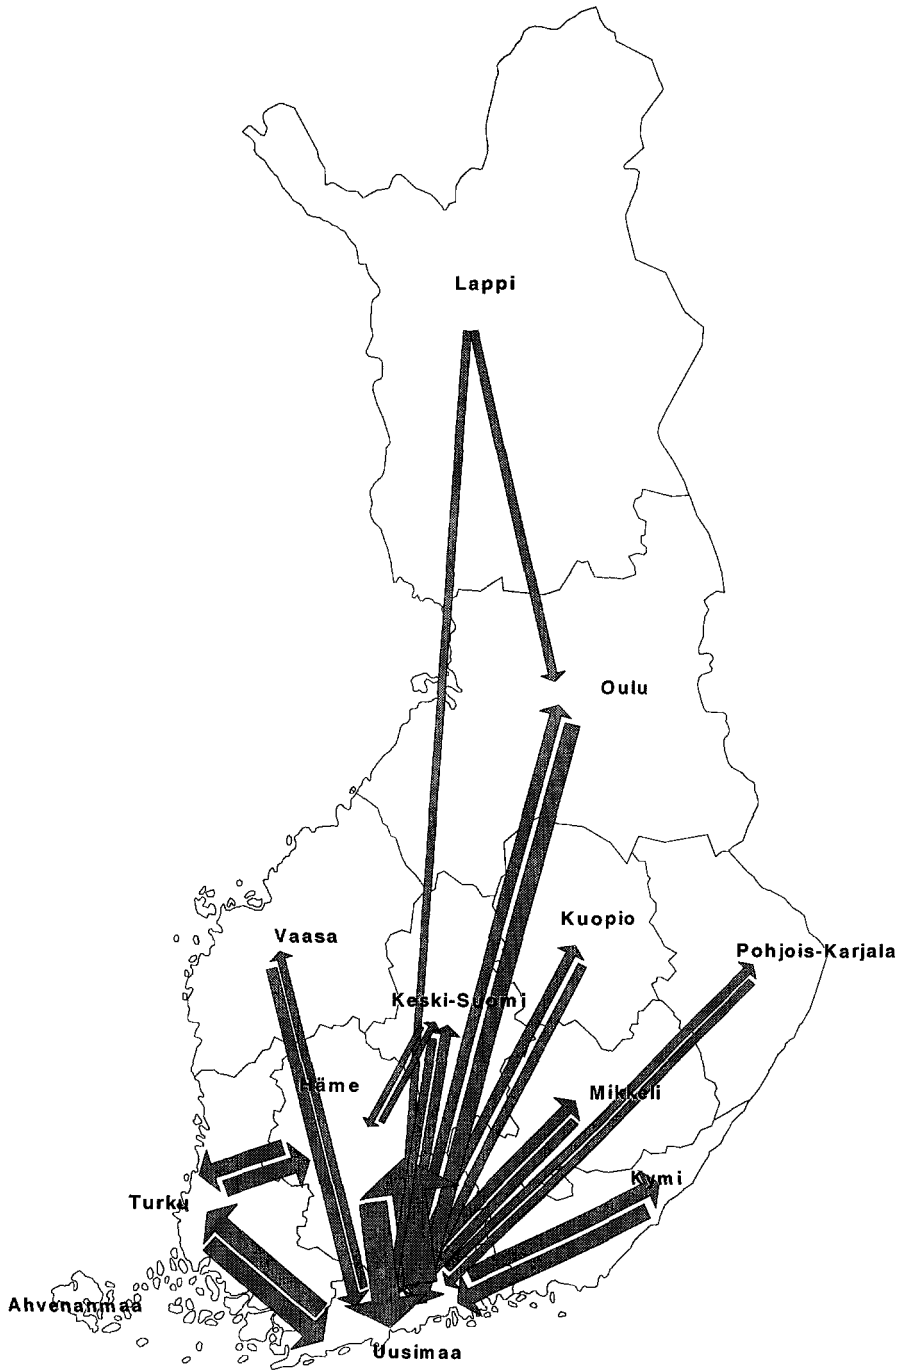 Lappi
Oulu
Kuopio
Vaasa
Pohjois-Karjala
Keski-Suomi
Häme
Mikkeli
Kymi
Turku
Ahvenanmaa
Uusimaa